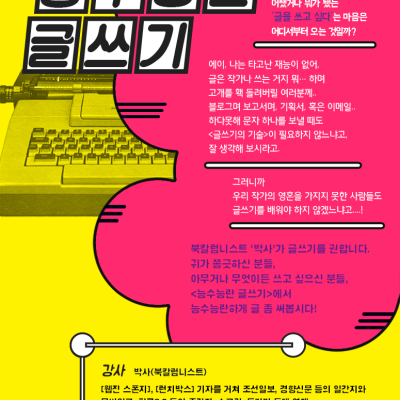 글쓰기
어쨌거나 뭐가 됐든
'글을 쓰고 싶다'는 마음은
어디서부터 오는 것일까?
에이, 나는 타고난 재능이 없어,
글은 작가나 쓰는 거지 뭐… 하며
고개를 팩 돌려버릴 여러분께.
블로그며 보고서며, 기획서, 혹은 이메일..
하다못해 문자 하나를 보낼 때도
<글쓰기의 기술>이 필요하지 않느냐고,
잘 생각해 보시라고.
그러니까
우리 작가의 영혼을 가지지 못한 사람들도
글쓰기를 배워야 하지 않겠느냐고....!
북칼럼니스트 '박사'가 글쓰기를 권합니다.
귀가 쫑긋하신 분들,
아무거나 무엇이든 쓰고 싶으신 분들,
<능수능란 글쓰기>에서
능수능란하게 글 좀 써봅시다!
강사 박사(북칼럼니스트)
[웹진 스폰지], [런치박스] 기자를 거쳐 조선일보, 경향신문 등의 일간지와